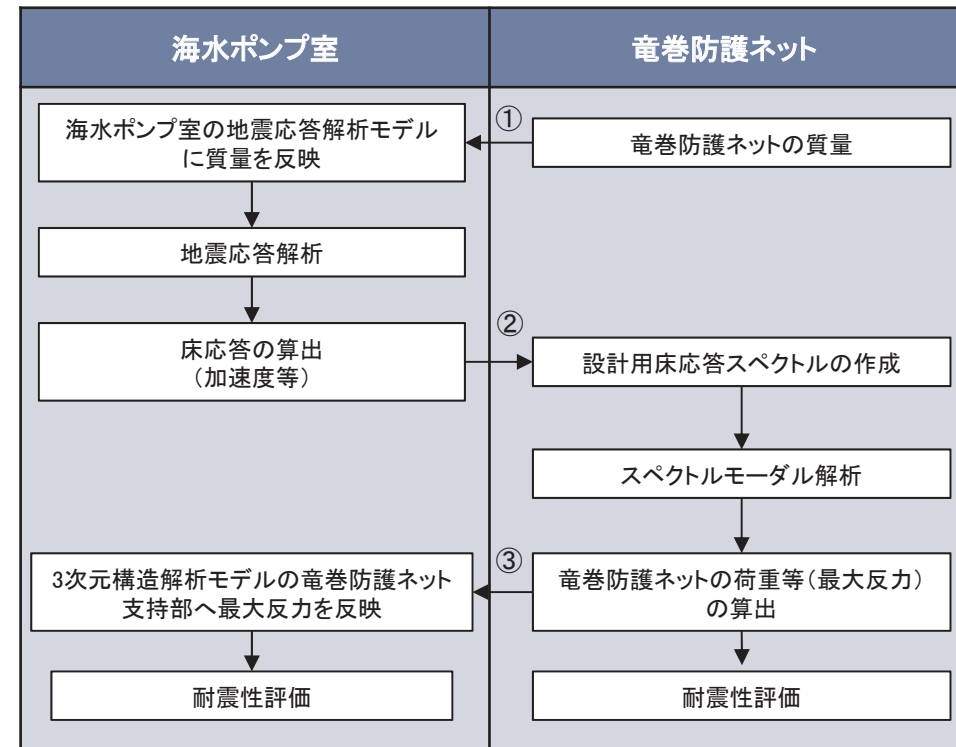 海水ポンプ室
竜巻防護ネット
海水ポンプ室の地震応答解析モデル
に質量を反映
①
竜巻防護ネットの質量
地震応答解析
床応答の算出
（加速度等）
②
設計用床応答スペクトルの作成
スペクトルモーダル解析
3次元構造解析モデルの竜巻防護ネット
支持部へ最大反力を反映
③
竜巻防護ネットの荷重等（最大反力）
の算出
耐震性評価
耐震性評価